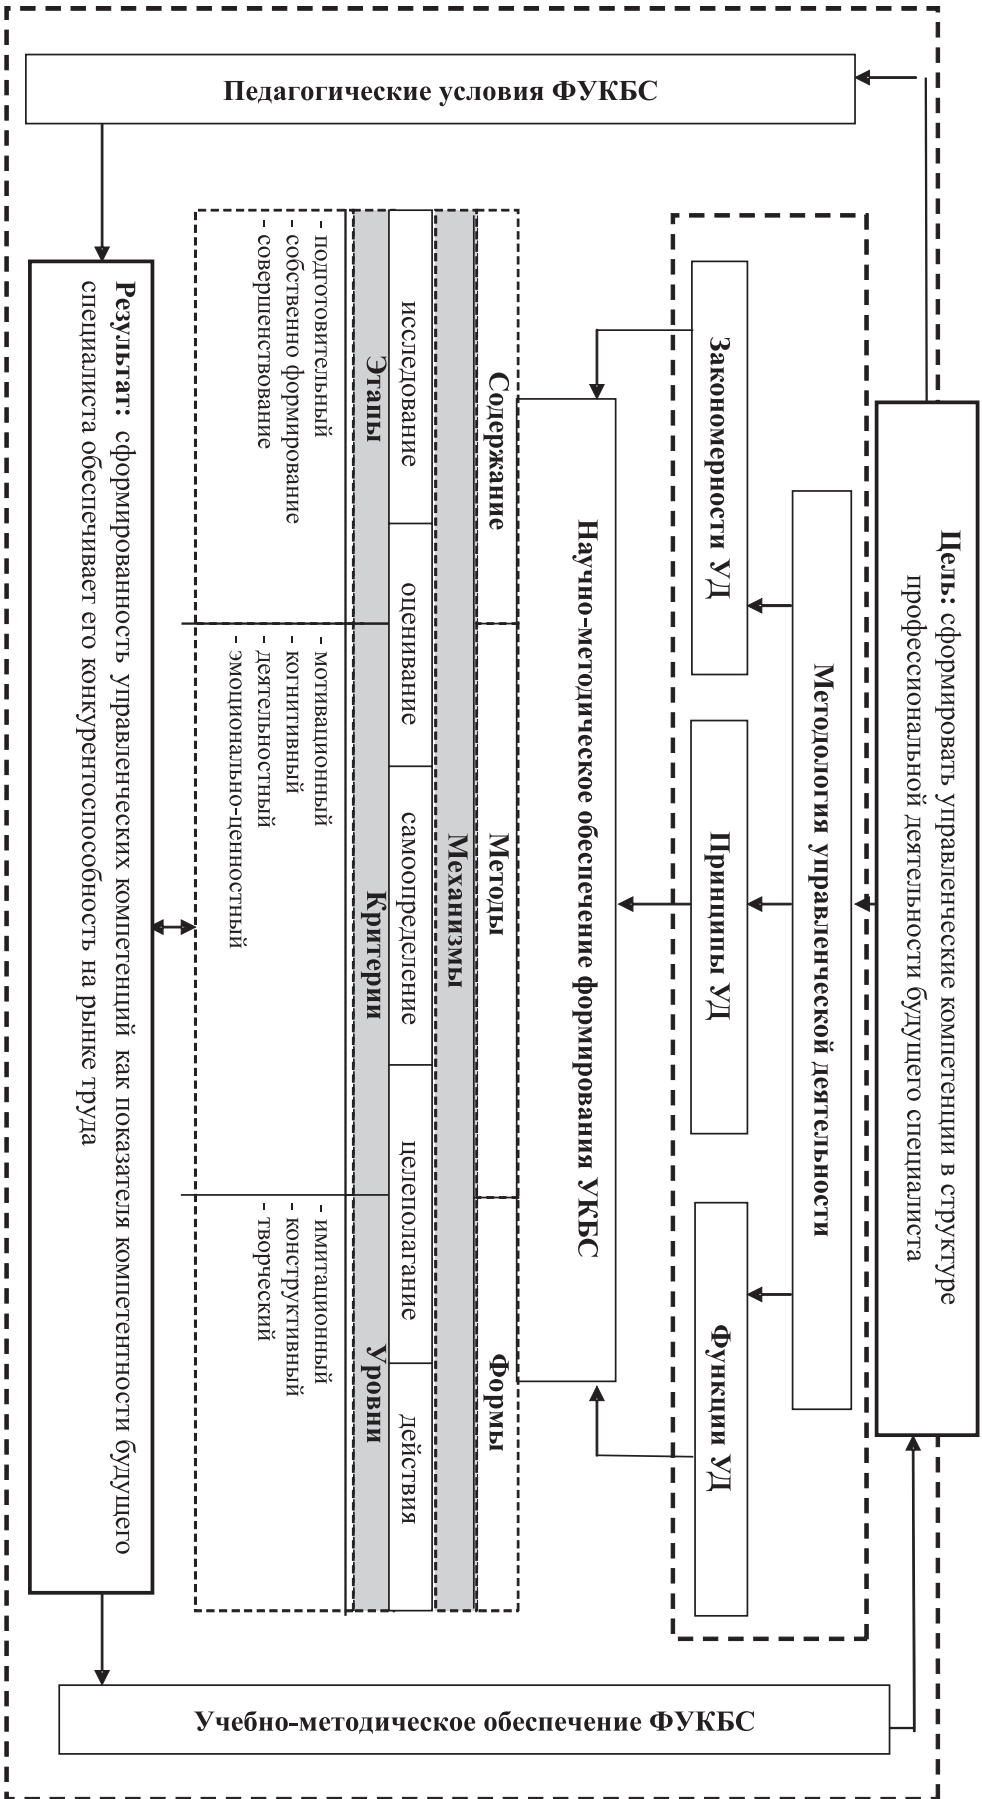 Цель: сформировать управленческие компетенции в структуре
профессиональной деятельности будущего специалиста
Методология управленческой деятельности
Закономерности УД
Принципы УД
Функции УД
Научно-методическое обеспечение формирования УКБС
Содержание
Методы
Формы
Механизмы
исследование
оценивание
самоопределение
целеполагание
действия
Этапы
Критерии
Уровни
- подготовительный
- собственно формирование
- совершенствование
- мотивационный
- когнитивный
- деятельностный
- эмоционально-ценностный
- имитационный
- конструктивный
- творческий
Результат: сформированность управленческих компетенций как показателя компетентности будущего
специалиста обеспечивает его конкурентоспособность на рынке труда
Педагогические условия ФУКБС
Учебно-методическое обеспечение ФУКБС